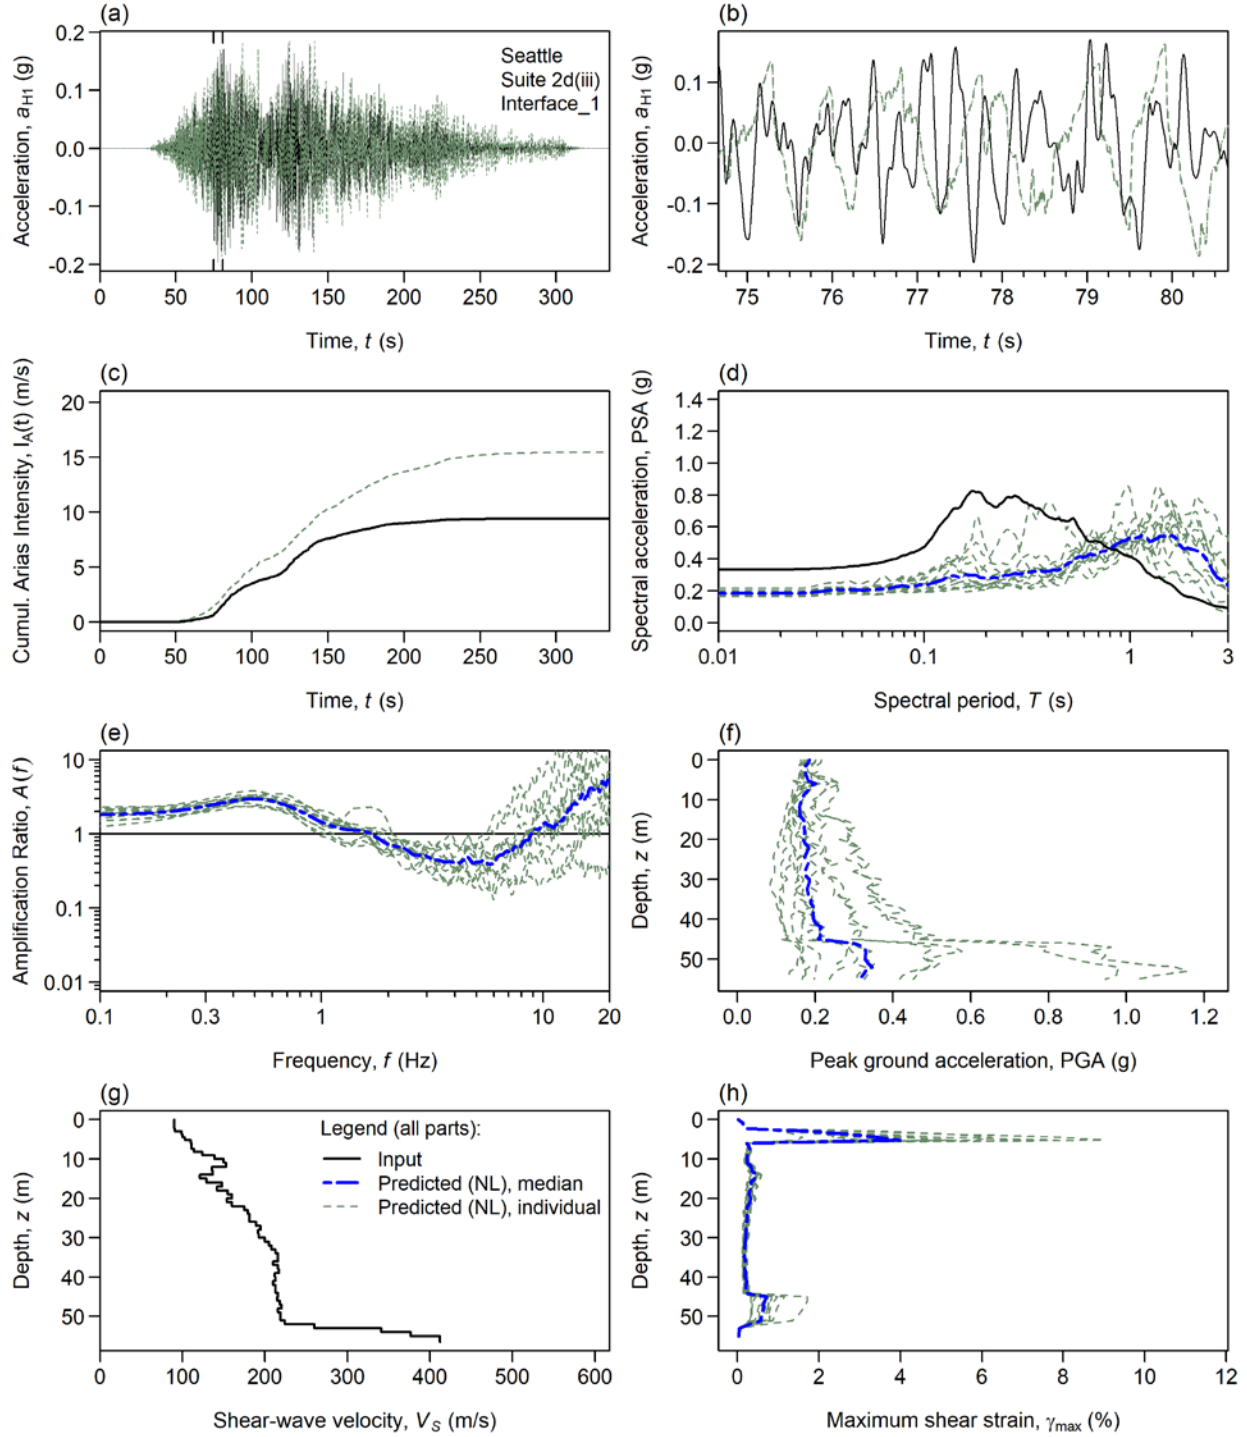 (a)
0.2
0.1
0.0
-0.1
-0.2
Acceleration, aH1 (g)
Seattle
Suite 2d(iii)
Interface_1
0 50 100 150 200 250 300
Time, t (s)
(b)
0.1
0.0
-0.1
-0.2
Acceleration, aH1 (g)
75 76 77 78 79 80
Time, t (s)
(c)
20
15
10
5
0
Cumul. Arias Intensity, IA(t) (m/s)
0 50 100 150 200 250 300
Time, t (s)
(d)
1.4
1.2
1.0
0.8
0.6
0.4
0.2
0.0
Spectral acceleration, PSA (g)
0.01 0.1 1 3
Spectral period, T (s)
(e)
10
1
0.1
0.01
Amplification Ratio, A(f)
0.1 0.3 1 3 10 20
Frequency, f (Hz)
(f)
0
10
20
30
40
50
Depth, z (m)
0.0 0.2 0.4 0.6 0.8 1.0 1.2
Peak ground acceleration, PGA (g)
(g)
0
10
20
30
40
50
Depth, z (m)
Legend (all parts):
Input
Predicted (NL), median
Predicted (NL), individual
0 100 200 300 400 500 600
Shear-wave velocity, VS (m/s)
(h)
0
10
20
30
40
50
Depth, z (m)
0 2 4 6 8 10 12
Maximum shear strain, γmax (%)